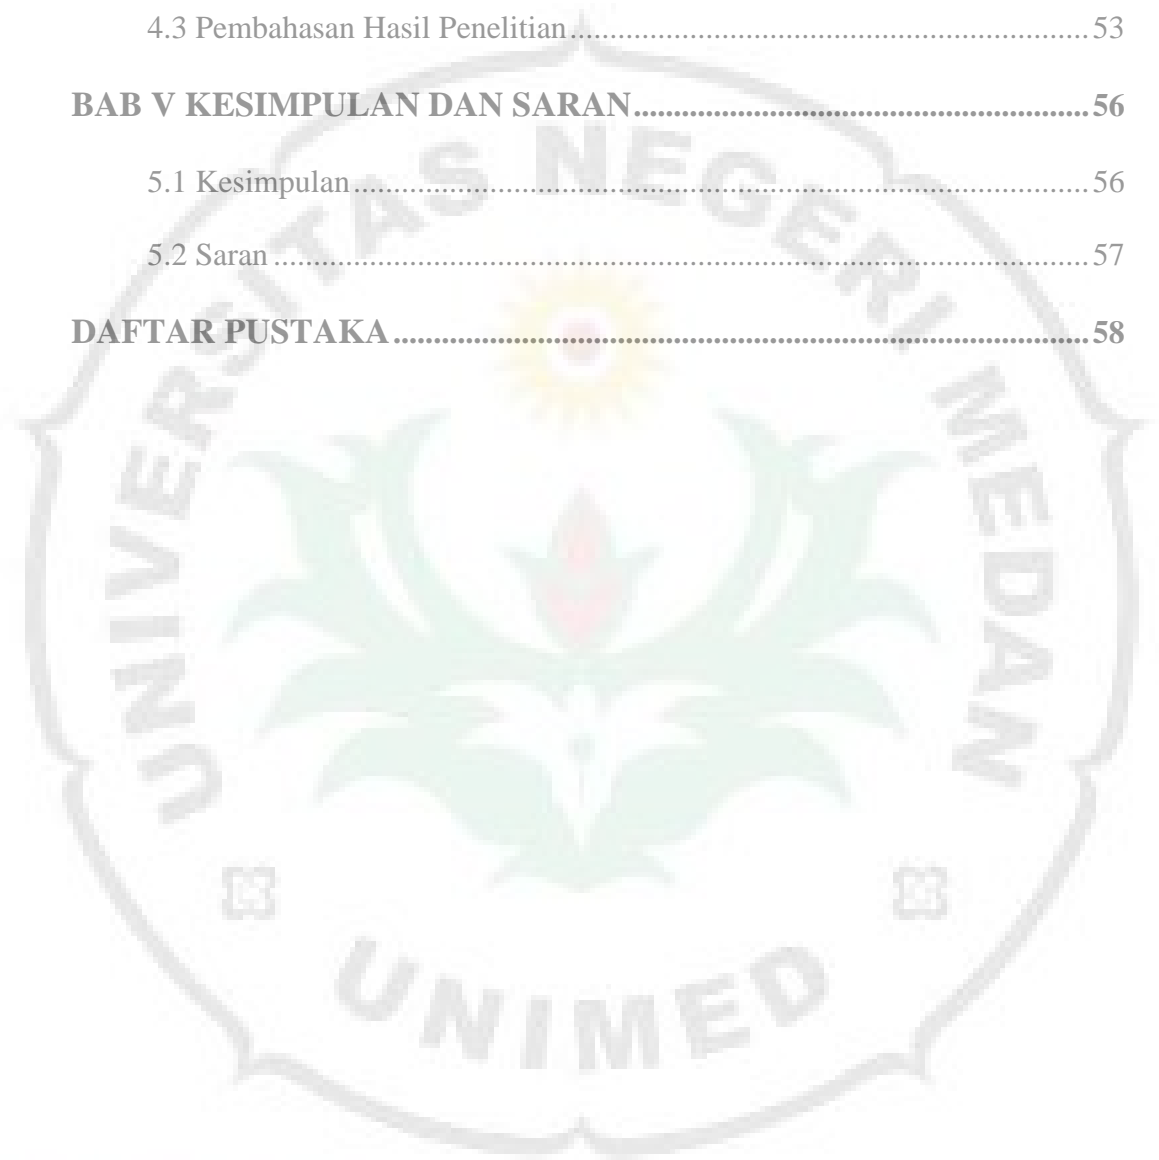 4.3 Pembahasan Hasil Penelitian.................................................................. 53
BAB V KESIMPULAN DAN SARAN......................................................... 56
5.1 Kesimpulan............................................................................................. 56
5.2 Saran....................................................................................................... 57
DAFTAR PUSTAKA...................................................................................... 58
UNIVERSITAS NEGERI MEDAN
UNIMED